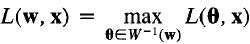 L(w, x) = max L(θ, x)
θ∈W⁻¹(w)